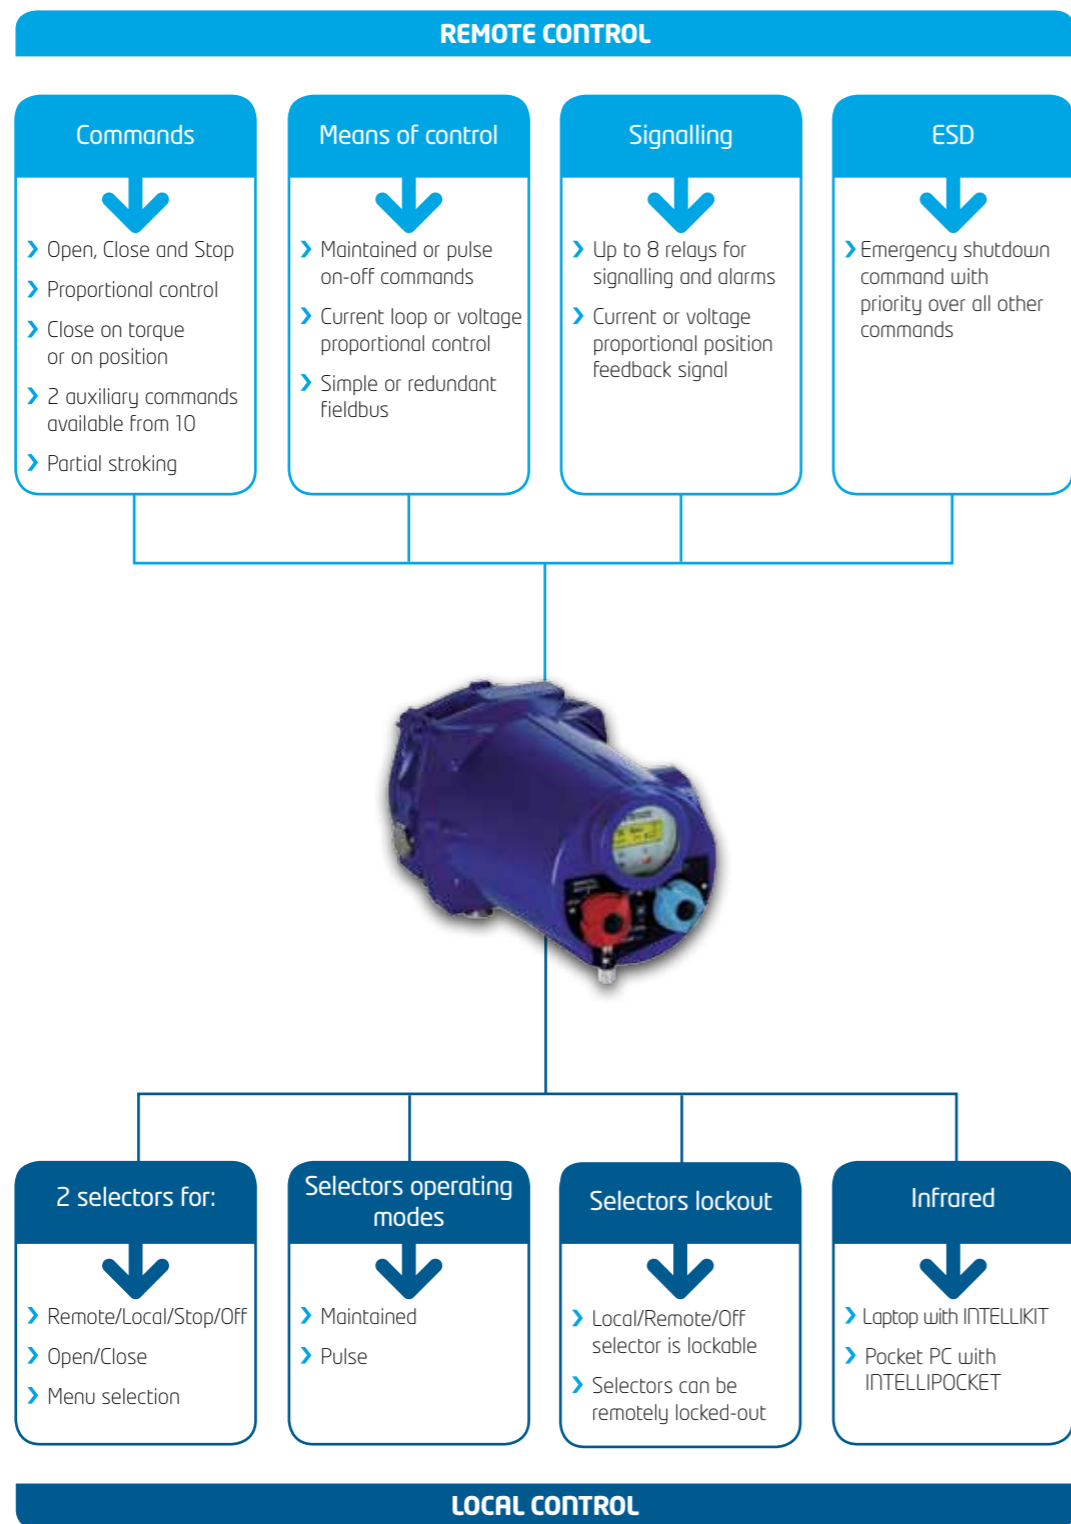 REMOTE CONTROL
Commands
Open, Close and Stop
Proportional control
Close on torque
or on position
2 auxiliary commands
available from 10
Partial stroking
Means of control
Maintained or pulse
on-off commands
Current loop or voltage
proportional control
Simple or redundant
fieldbus
Signalling
Up to 8 relays for
signalling and alarms
Current or voltage
proportional position
feedback signal
ESD
Emergency shutdown
command with
priority over all other
commands
2 selectors for:
Remote/Local/Stop/Off
Open/Close
Menu selection
Selectors operating
modes
Maintained
Pulse
Selectors lockout
Local/Remote/Off
selector is lockable
Selectors can be
remotely locked-out
Infrared
Laptop with INTELLIKIT
Pocket PC with
INTELLIPOCKET
LOCAL CONTROL